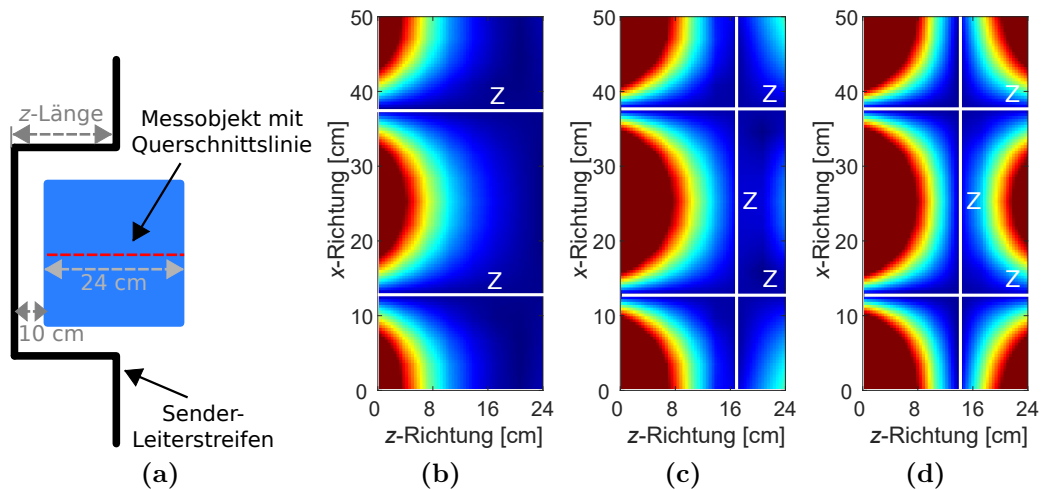 z-Länge
Messobjekt mit
Querschnittslinie
24 cm
10 cm
Sender-
Leiterstreifen
(a)
x-Richtung [cm]
50
40
30
20
10
0
Z
Z
0 8 16 24
z-Richtung [cm]
(b)
x-Richtung [cm]
50
40
30
20
10
0
Z
Z
Z
0 8 16 24
z-Richtung [cm]
(c)
x-Richtung [cm]
50
40
30
20
10
0
Z
Z
Z
0 8 16 24
z-Richtung [cm]
(d)